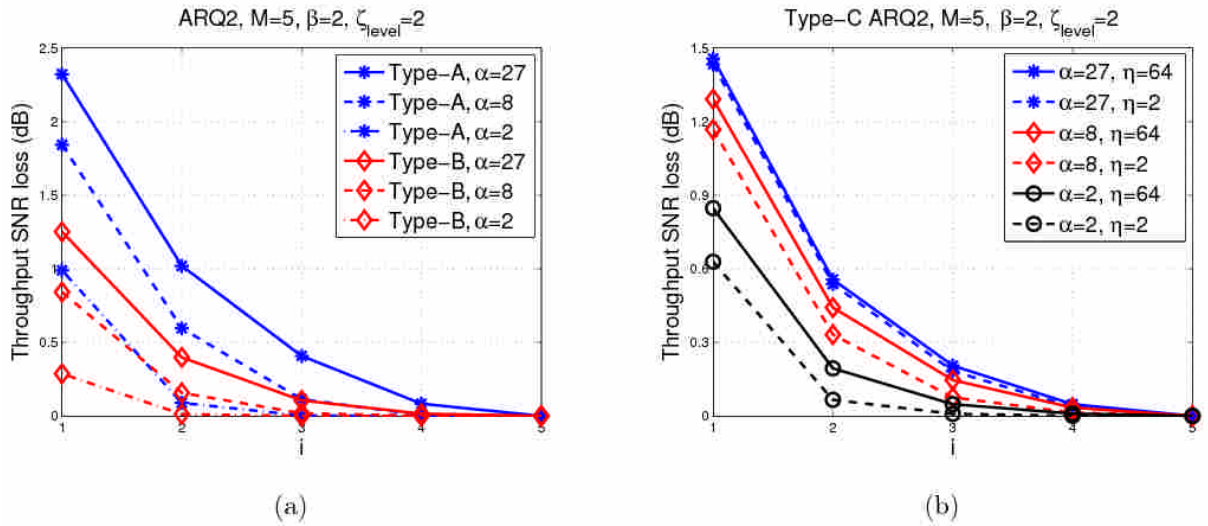 ARQ2, M=5, β=2, ζlevel=2
Throughput SNR loss (dB)
2.5
2
1.5
1
0.5
0
1
2
3
4
5
i
Type-A, α=27
Type-A, α=8
Type-A, α=2
Type-B, α=27
Type-B, α=8
Type-B, α=2
(a)
Type-C ARQ2, M=5, β=2, ζlevel=2
Throughput SNR loss (dB)
1.5
1.2
0.9
0.6
0.3
0
1
2
3
4
5
i
α=27, η=64
α=27, η=2
α=8, η=64
α=8, η=2
α=2, η=64
α=2, η=2
(b)